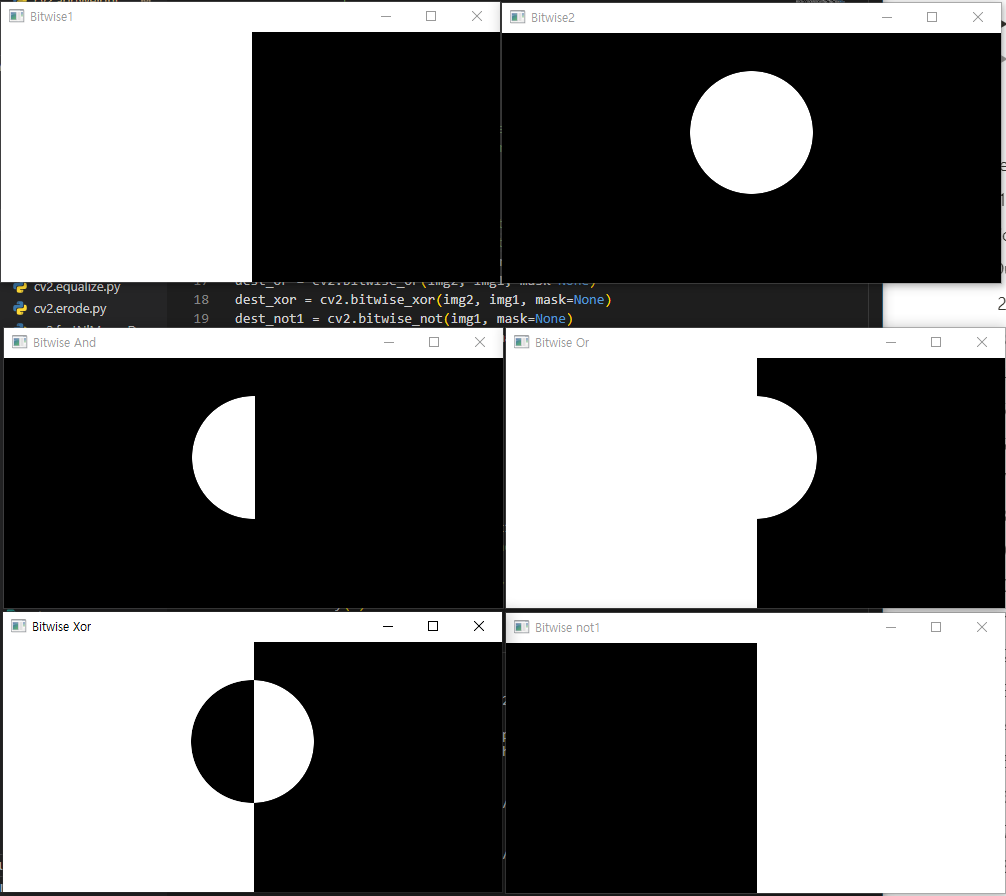 Bitwise1
Bitwise2
cv2.equalize.py
17 dest_or = cv2.bitwise_or(img2, img1, mask=None)
18 dest_xor = cv2.bitwise_xor(img2, img1, mask=None)
cv2.erode.py
19 dest_not1 = cv2.bitwise_not(img1, mask=None)
2
Bitwise And
Bitwise Or
Bitwise Xor
Bitwise not1